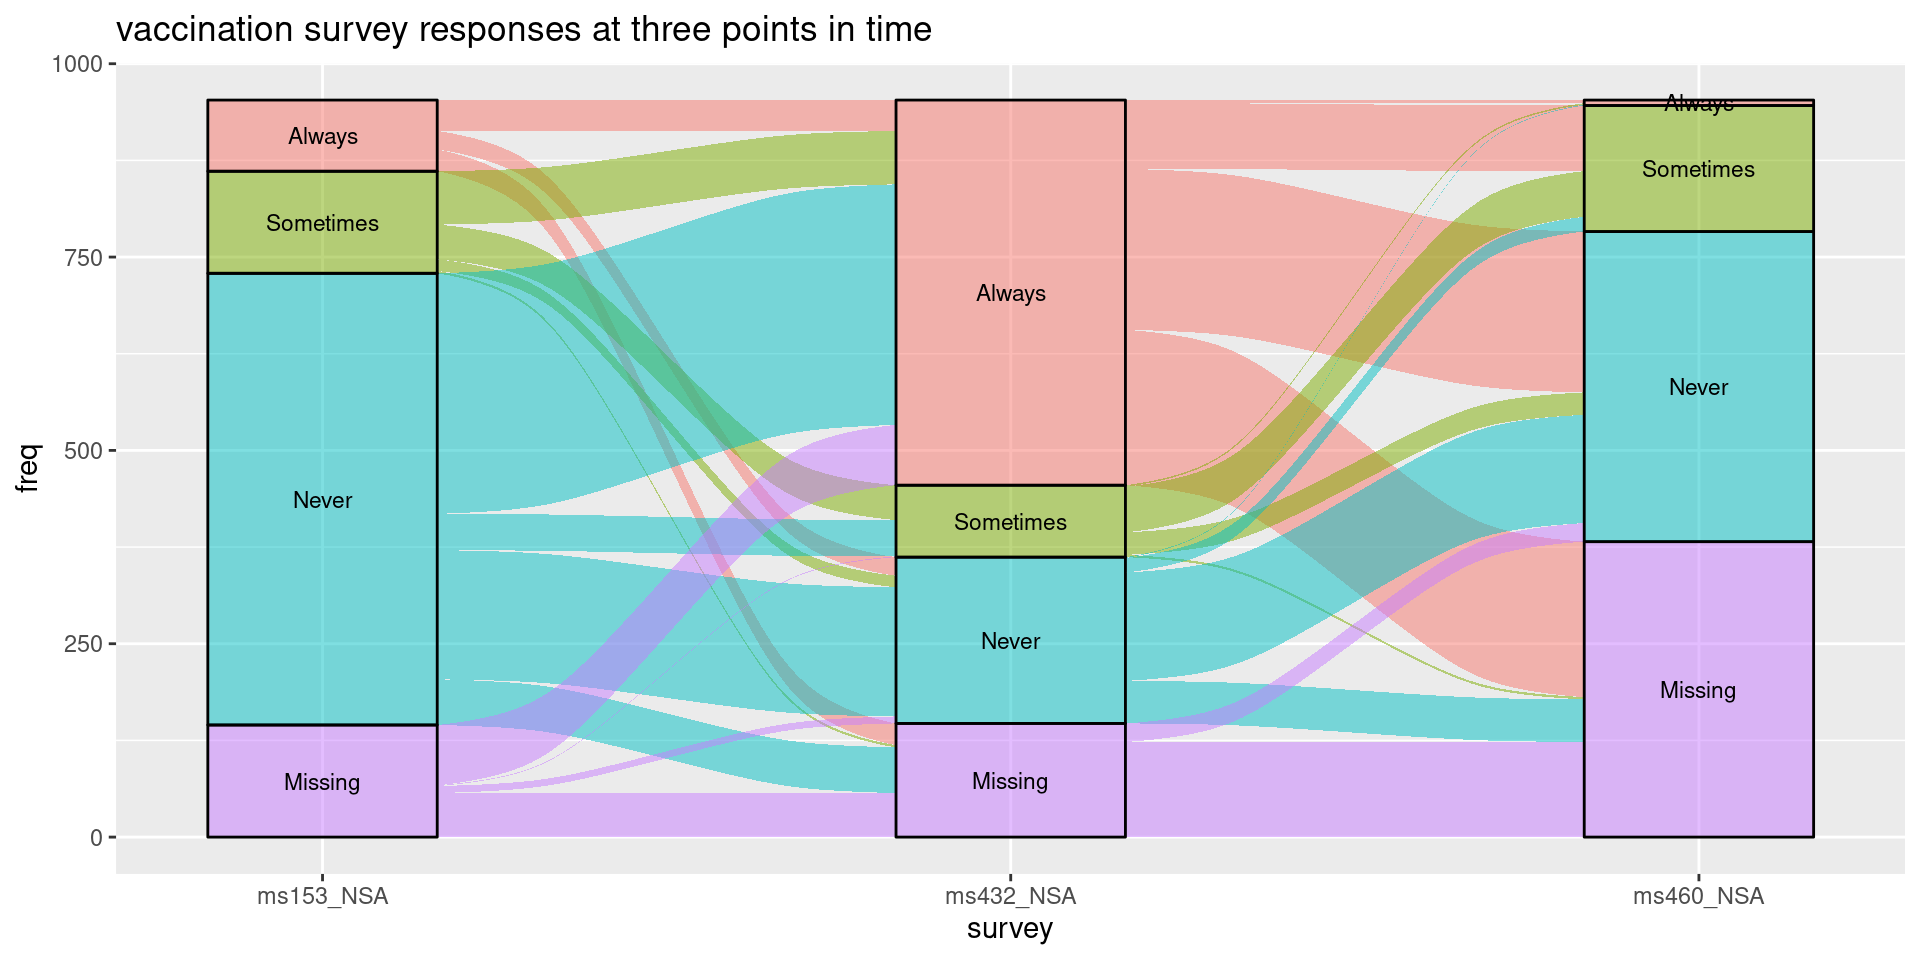 vaccination survey responses at three points in time
freq
1000
750
500
250
0
Always
Sometimes
Never
Missing
Always
Sometimes
Never
Missing
Always
Sometimes
Never
Missing
ms153_NSA
ms432_NSA
ms460_NSA
survey